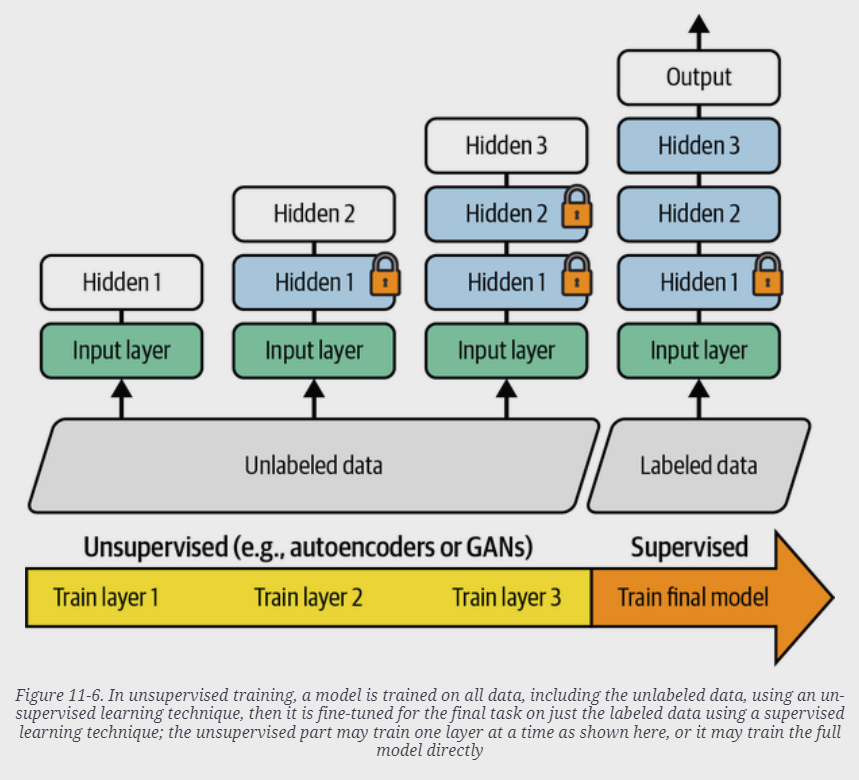 Output
Hidden 3
Hidden 3
Hidden 2
Hidden 2
Hidden 2
Hidden 1
Hidden 1
Hidden 1
Hidden 1
Input layer
Input layer
Input layer
Input layer
Unlabeled data
Labeled data
Unsupervised (e.g., autoencoders or GANs)
Supervised
Train layer 1
Train layer 2
Train layer 3
Train final model
Figure 11-6. In unsupervised training, a model is trained on all data, including the unlabeled data, using an un-
supervised learning technique, then it is fine-tuned for the final task on just the labeled data using a supervised
learning technique; the unsupervised part may train one layer at a time as shown here, or it may train the full
model directly